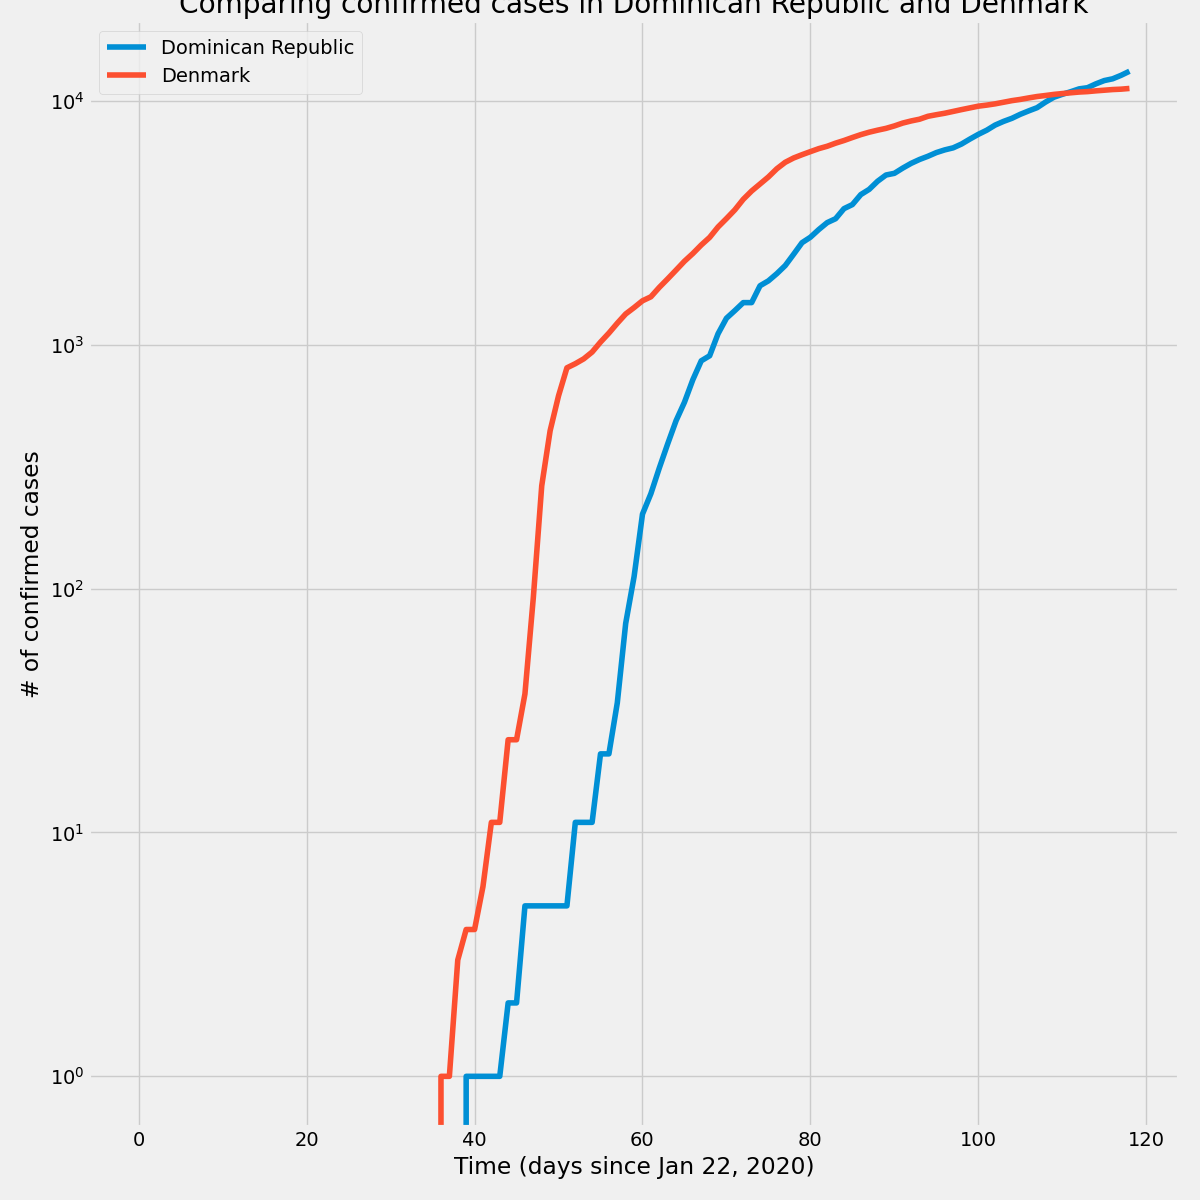 Comparing confirmed cases in Dominican Republic and Denmark
Dominican Republic
Denmark
10⁴
10³
10²
10¹
10⁰
# of confirmed cases
0 20 40 60 80 100 120
Time (days since Jan 22, 2020)